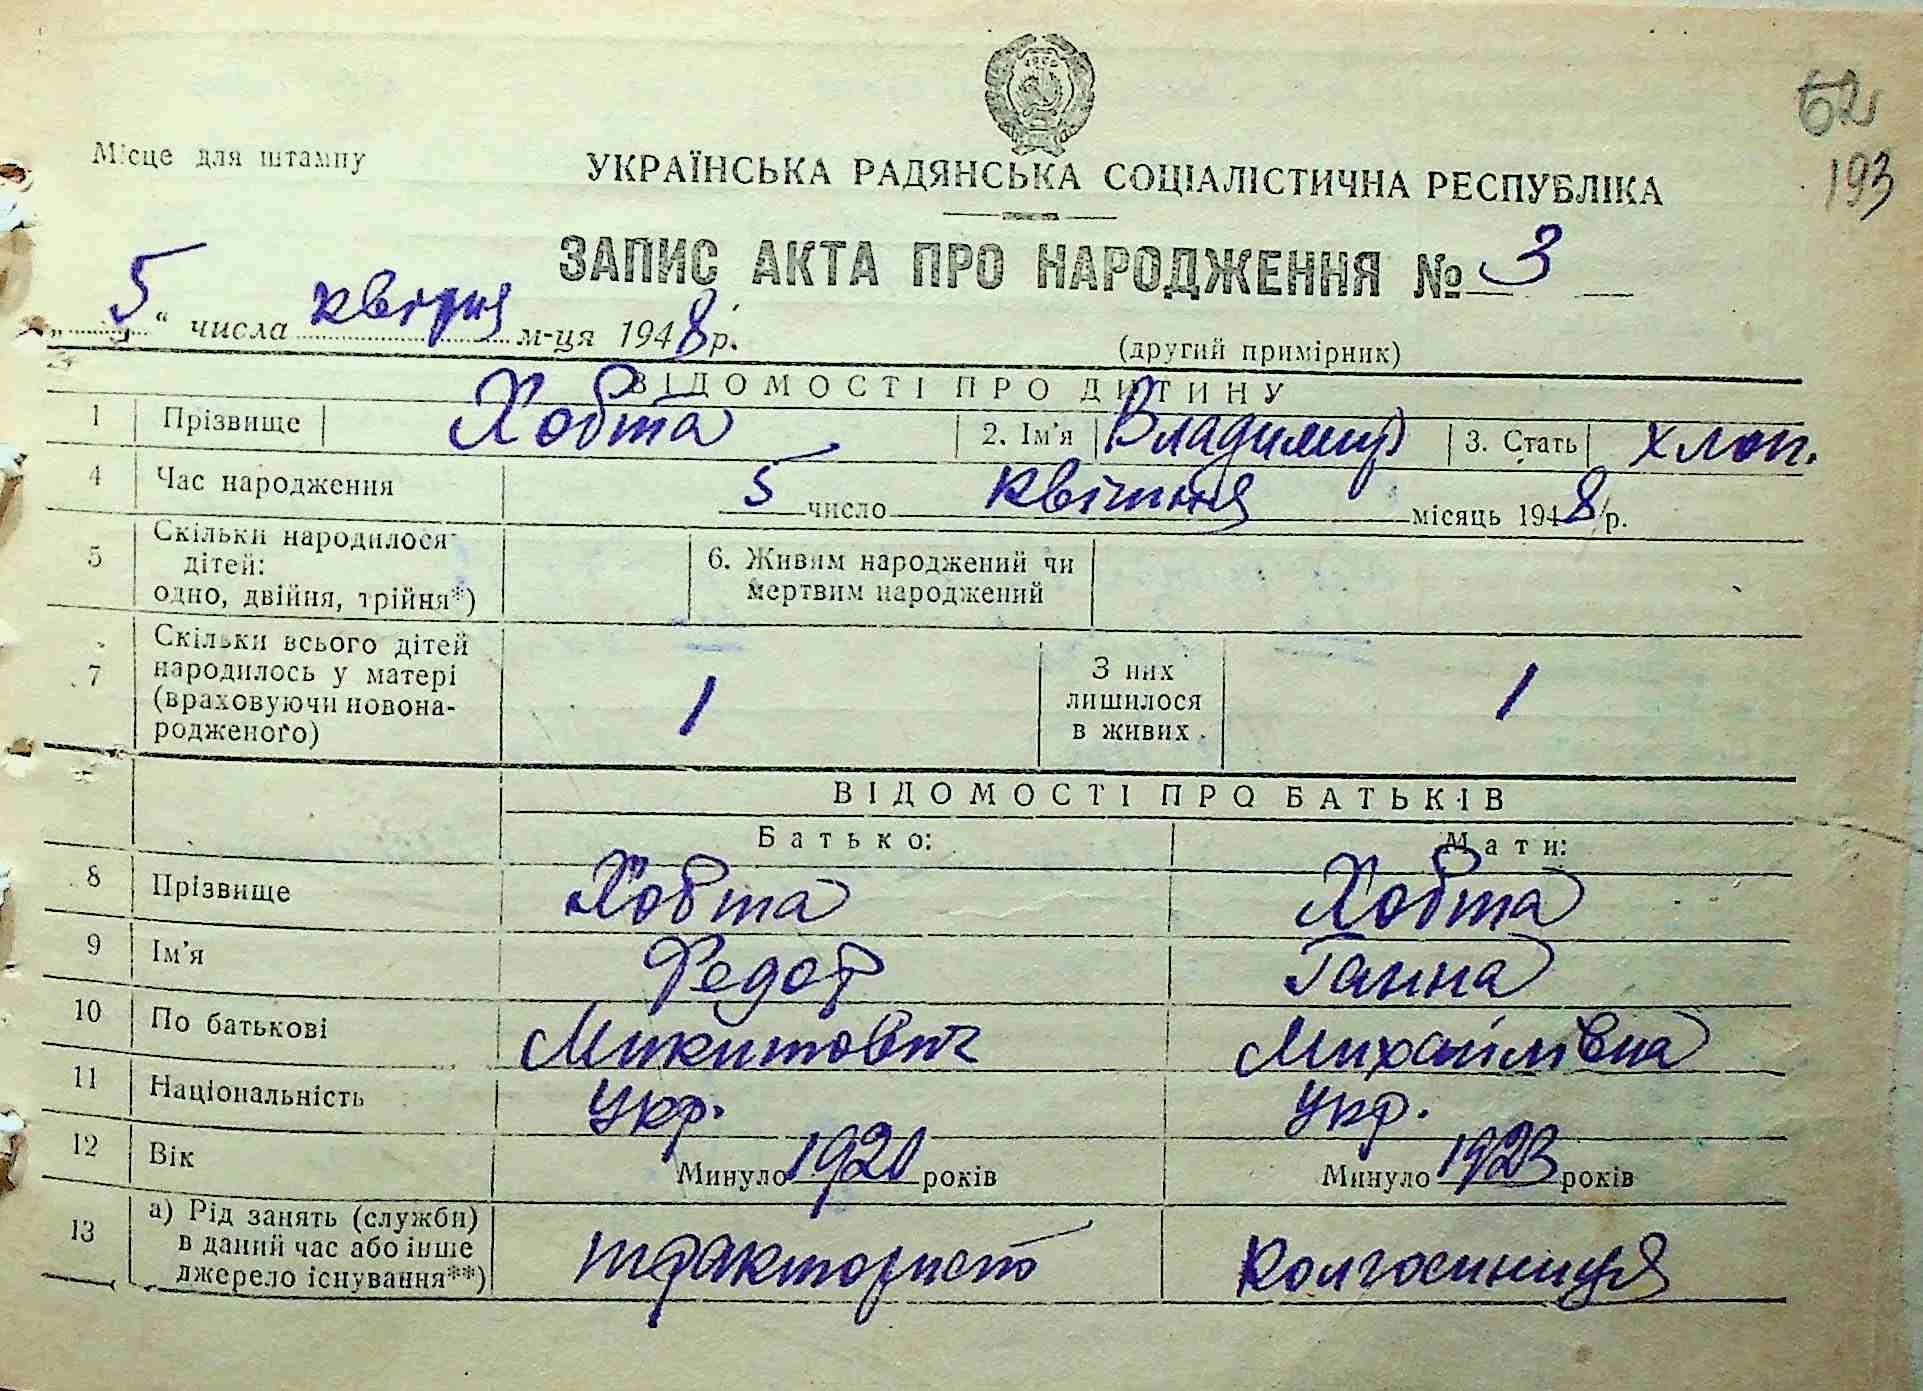 62
193
Місце для штампу
УКРАЇНСЬКА РАДЯНСЬКА СОЦІАЛІСТИЧНА РЕСПУБЛІКА
ЗАПИС АКТА ПРО НАРОДЖЕННЯ № 3
„5“ числа квітня м-ця 1948 р.
(другий примірник)
ВІДОМОСТІ ПРО ДИТИНУ
1 Прізвище Хобта 2. Ім'я Владимир 3. Стать хлоп.
4 Час народження 5 число квітня місяць 1948 р.
5 Скільки народилося дітей: одно, двійня, трійня*) 6. Живим народжений чи мертвим народжений
7 Скільки всього дітей народилось у матері (враховуючи новонародженого) 1 З них лишилося в живих 1
ВІДОМОСТІ ПРО БАТЬКІВ
Батько: Мати:
8 Прізвище Хобта Хобта
9 Ім'я Федот Ганна
10 По батькові Микитович Михайлівна
11 Національність Укр. Укр.
12 Вік Минуло 1920 років Минуло 1923 років
13 а) Рід занять (служби) в даний час або інше джерело існування**) тракторист колгоспниця